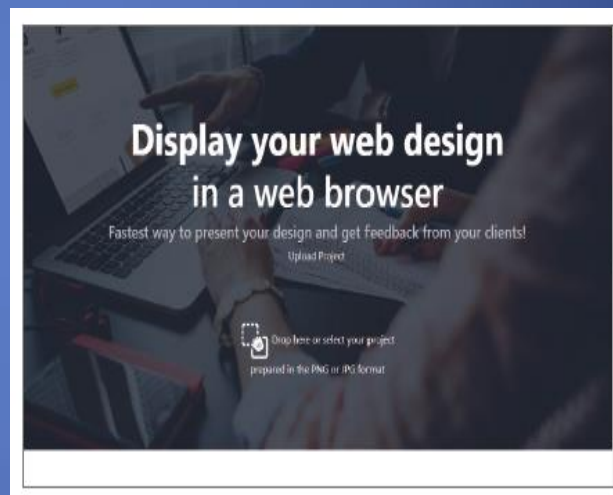 Display your web design
in a web browser
Fastest way to present your design and get feedback from your clients!
Upload Project
Drop here or select your project
prepared in the PNG or JPG format